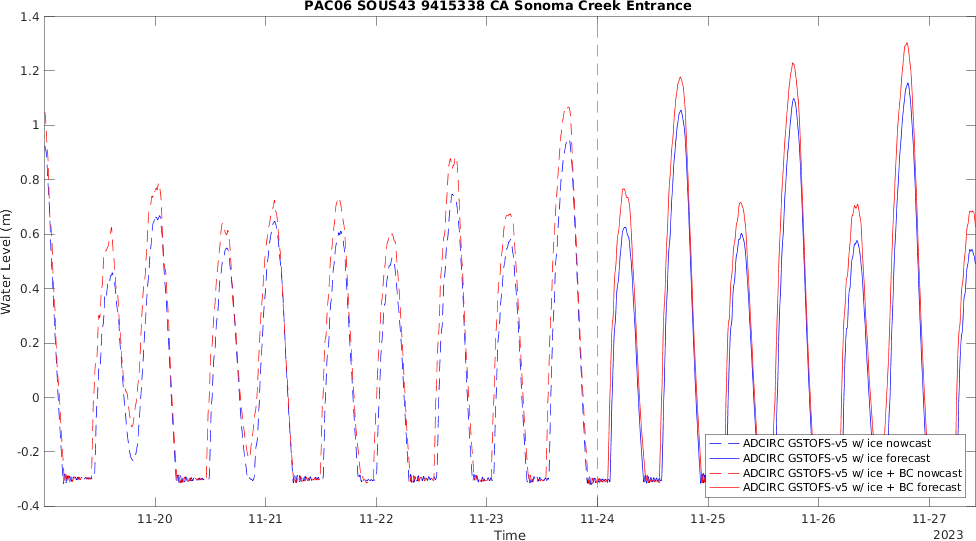 PAC06 SOUS43 9415338 CA Sonoma Creek Entrance
1.4
1.2
1
0.8
0.6
0.4
0.2
0
-0.2
-0.4
Water Level (m)
ADCIRC GSTOFS-v5 w/ ice nowcast
ADCIRC GSTOFS-v5 w/ ice forecast
ADCIRC GSTOFS-v5 w/ ice + BC nowcast
ADCIRC GSTOFS-v5 w/ ice + BC forecast
11-20 11-21 11-22 11-23 11-24 11-25 11-26 11-27
Time
2023